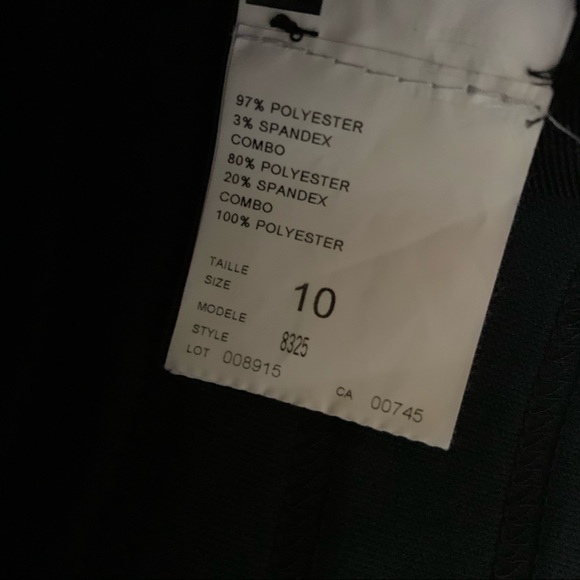 97% POLYESTER
3% SPANDEX
COMBO
80% POLYESTER
20% SPANDEX
COMBO
100% POLYESTER
TAILLE
SIZE 10
MODELE
STYLE 8325
LOT 008915
CA 00745